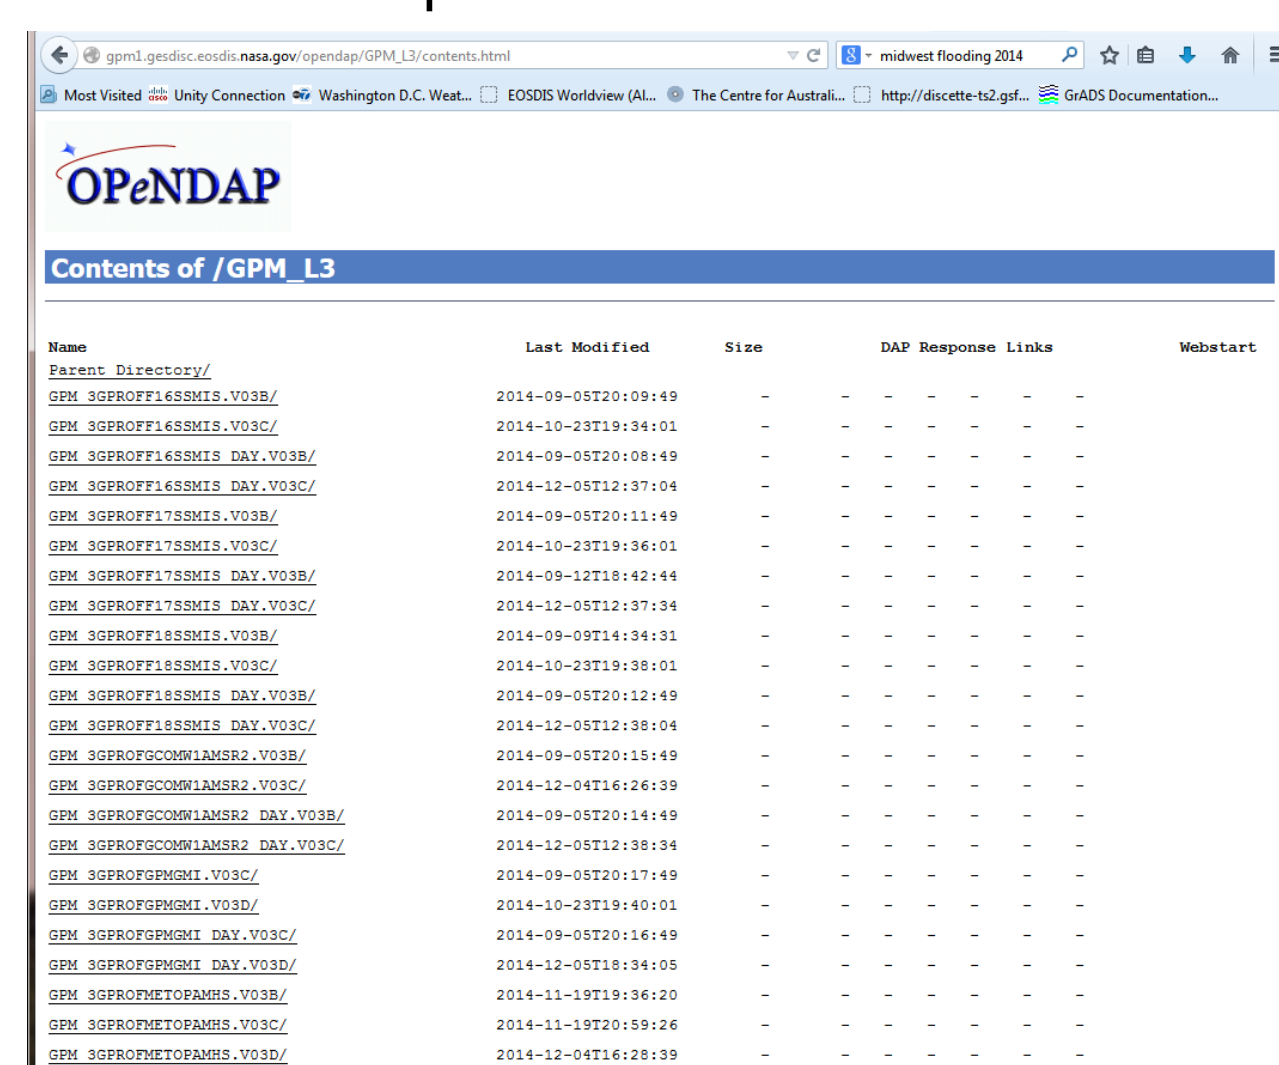 gpm1.gesdisc.eosdis.nasa.gov/opendap/GPM_L3/contents.html midwest flooding 2014
Most Visited Unity Connection Washington D.C. Weat... EOSDIS Worldview (Al... The Centre for Australi... http://discette-ts2.gsf... GrADS Documentation...
OPeNDAP
Contents of /GPM_L3
Name Last Modified Size DAP Response Links Webstart
Parent Directory/
GPM_3GPROFF16SSMIS.V03B/ 2014-09-05T20:09:49 - - - - - - -
GPM_3GPROFF16SSMIS.V03C/ 2014-10-23T19:34:01 - - - - - - -
GPM_3GPROFF16SSMIS_DAY.V03B/ 2014-09-05T20:08:49 - - - - - - -
GPM_3GPROFF16SSMIS_DAY.V03C/ 2014-12-05T12:37:04 - - - - - - -
GPM_3GPROFF17SSMIS.V03B/ 2014-09-05T20:11:49 - - - - - - -
GPM_3GPROFF17SSMIS.V03C/ 2014-10-23T19:36:01 - - - - - - -
GPM_3GPROFF17SSMIS_DAY.V03B/ 2014-09-12T18:42:44 - - - - - - -
GPM_3GPROFF17SSMIS_DAY.V03C/ 2014-12-05T12:37:34 - - - - - - -
GPM_3GPROFF18SSMIS.V03B/ 2014-09-09T14:34:31 - - - - - - -
GPM_3GPROFF18SSMIS.V03C/ 2014-10-23T19:38:01 - - - - - - -
GPM_3GPROFF18SSMIS_DAY.V03B/ 2014-09-05T20:12:49 - - - - - - -
GPM_3GPROFF18SSMIS_DAY.V03C/ 2014-12-05T12:38:04 - - - - - - -
GPM_3GPROFGCOMW1AMSR2.V03B/ 2014-09-05T20:15:49 - - - - - - -
GPM_3GPROFGCOMW1AMSR2.V03C/ 2014-12-04T16:26:39 - - - - - - -
GPM_3GPROFGCOMW1AMSR2_DAY.V03B/ 2014-09-05T20:14:49 - - - - - - -
GPM_3GPROFGCOMW1AMSR2_DAY.V03C/ 2014-12-05T12:38:34 - - - - - - -
GPM_3GPROFGPMGMI.V03C/ 2014-09-05T20:17:49 - - - - - - -
GPM_3GPROFGPMGMI.V03D/ 2014-10-23T19:40:01 - - - - - - -
GPM_3GPROFGPMGMI_DAY.V03C/ 2014-09-05T20:16:49 - - - - - - -
GPM_3GPROFGPMGMI_DAY.V03D/ 2014-12-05T18:34:05 - - - - - - -
GPM_3GPROFMETOPAMHS.V03B/ 2014-11-19T19:36:20 - - - - - - -
GPM_3GPROFMETOPAMHS.V03C/ 2014-11-19T20:59:26 - - - - - - -
GPM_3GPROFMETOPAMHS.V03D/ 2014-12-04T16:28:39 - - - - - - -